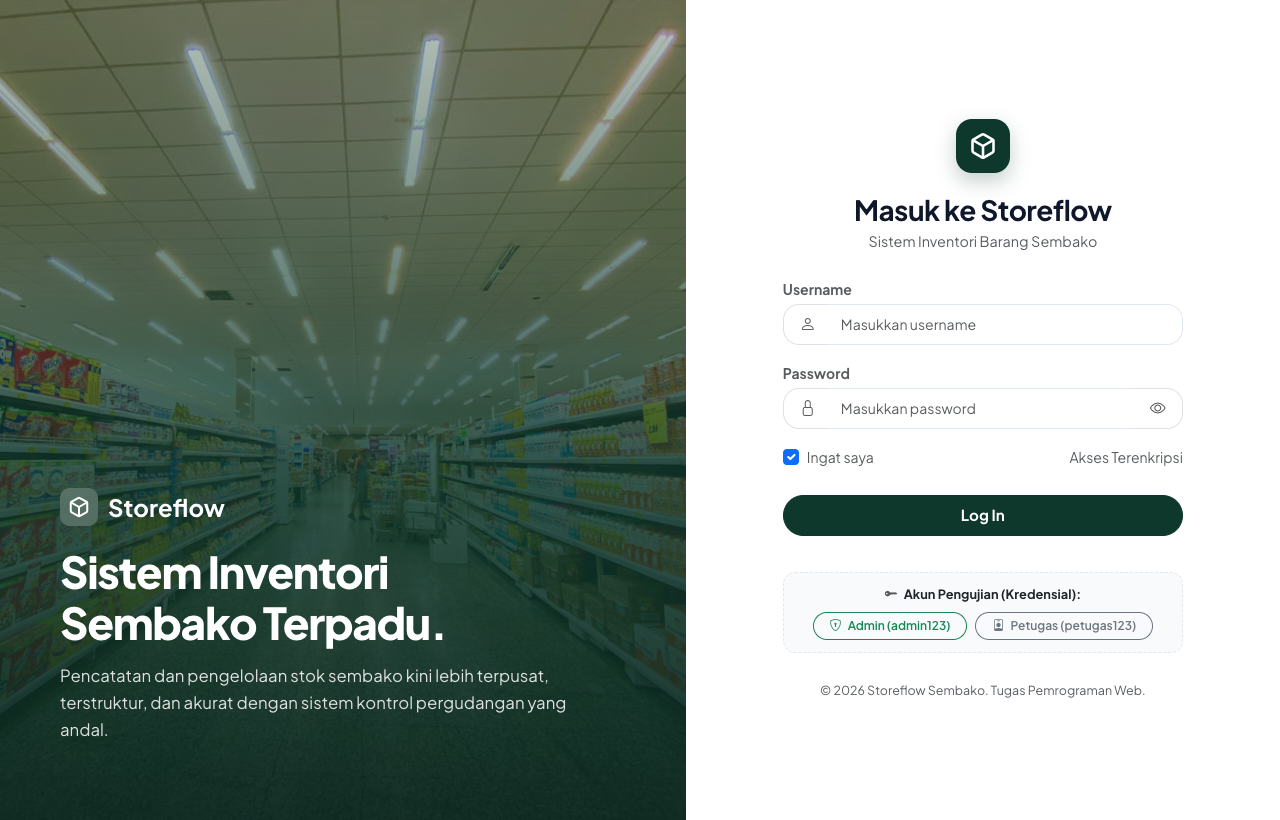 Storeflow
Sistem Inventori
Sembako Terpadu.
Pencatatan dan pengelolaan stok sembako kini lebih terpusat,
terstruktur, dan akurat dengan sistem kontrol pergudangan yang
andal.
Masuk ke Storeflow
Sistem Inventori Barang Sembako
Username
Masukkan username
Password
Masukkan password
Ingat saya
Akses Terenkripsi
Log In
Akun Pengujian (Kredensial):
Admin (admin123)
Petugas (petugas123)
© 2026 Storeflow Sembako. Tugas Pemrograman Web.